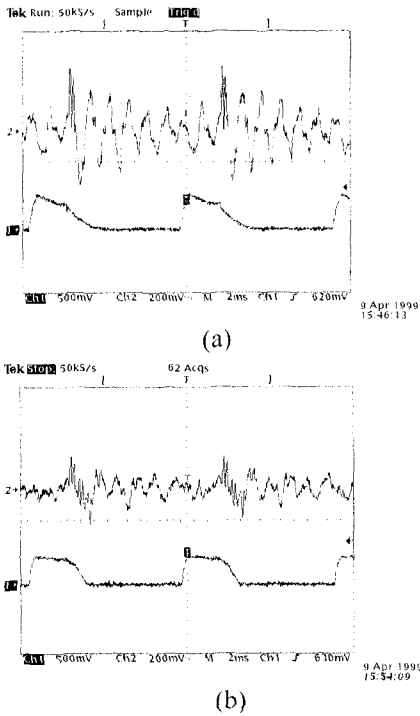 Tek Run: 50kS/s Sample Trig'd
T
2
1
Ch1 500mV Ch2 200mV M 2ms Ch1 620mV
9 Apr 1999
15:46:13
(a)
Tek Stop: 50kS/s 62 Acqs
T
2
1
Ch1 500mV Ch2 200mV M 2ms Ch1 630mV
9 Apr 1999
15:54:09
(b)